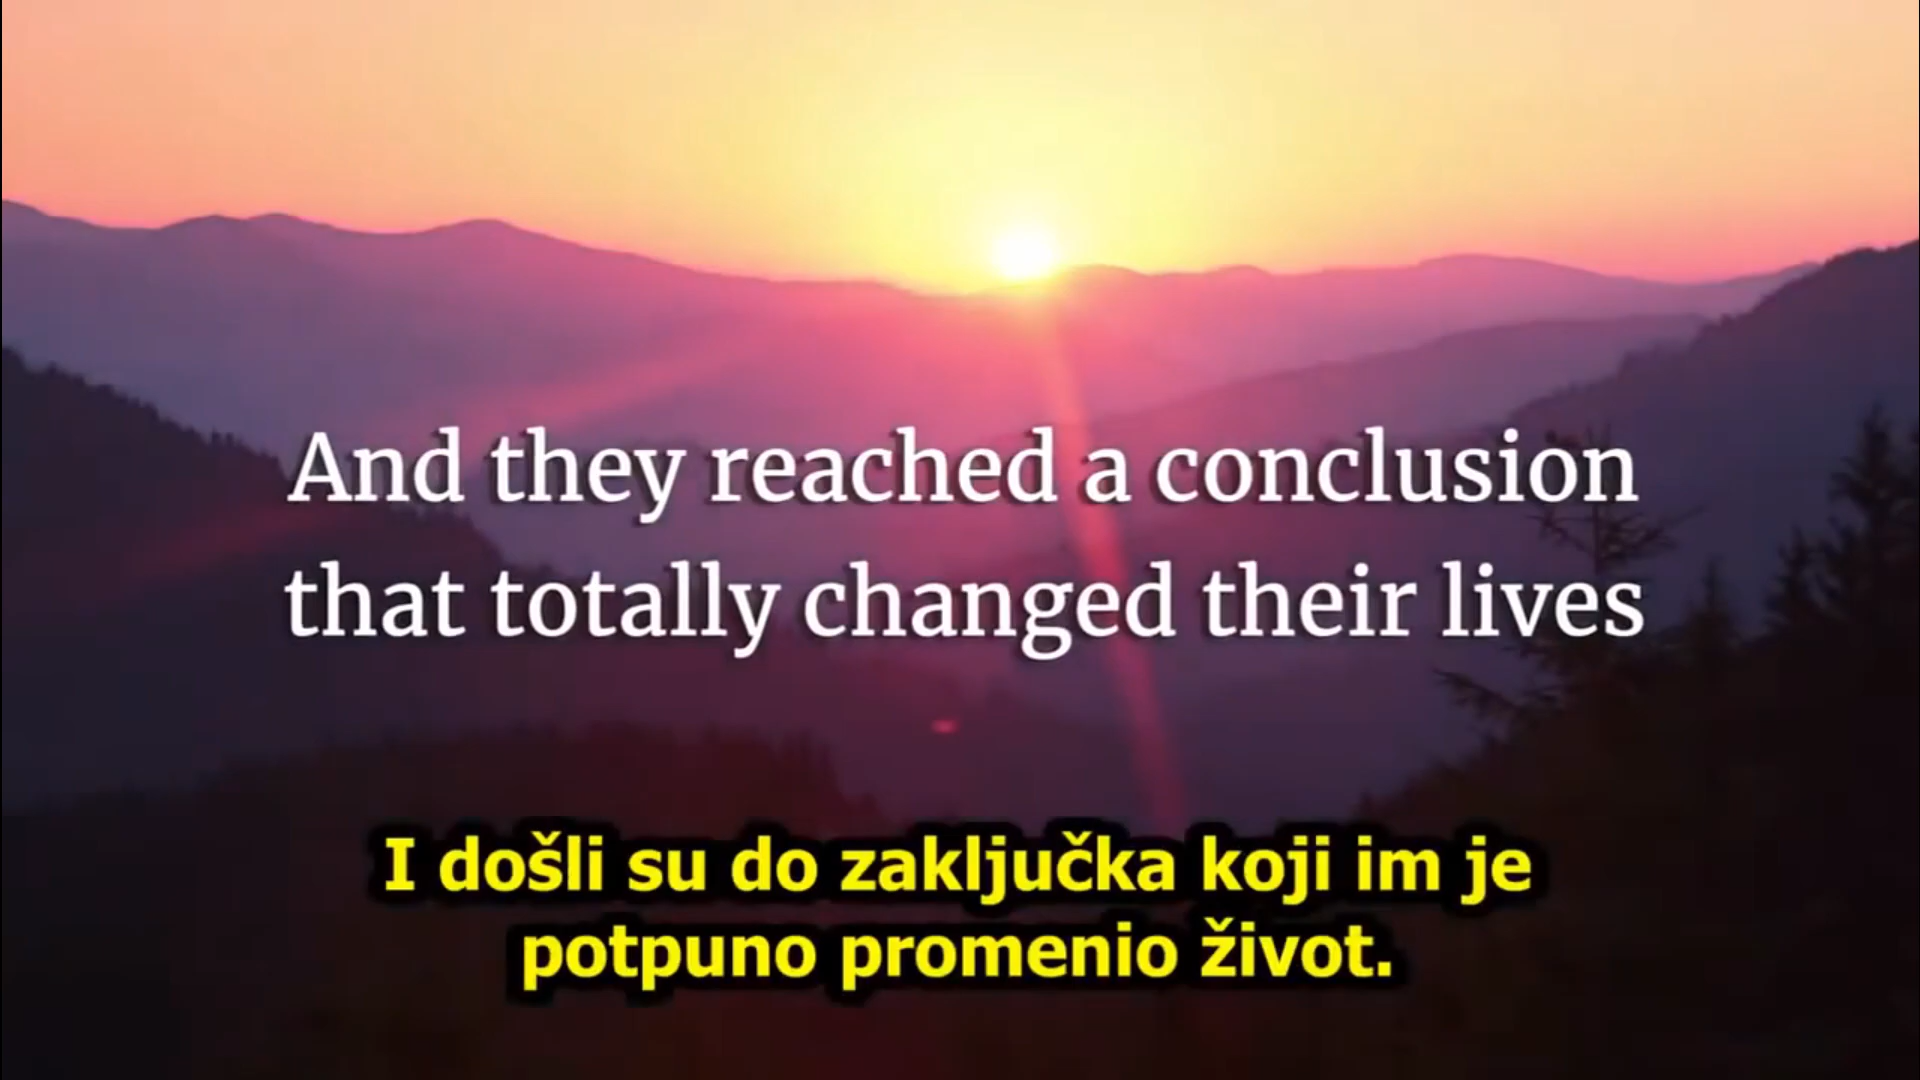 And they reached a conclusion
that totally changed their lives
I došli su do zaključka koji im je
potpuno promenio život.